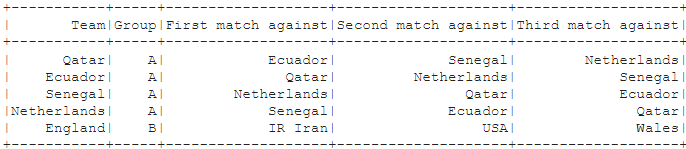 +-----------+-----+-------------------+--------------------+-------------------+
|       Team|Group|First match against|Second match against|Third match against|
+-----------+-----+-------------------+--------------------+-------------------+
|      Qatar|    A|            Ecuador|             Senegal|        Netherlands|
|    Ecuador|    A|              Qatar|         Netherlands|            Senegal|
|    Senegal|    A|        Netherlands|               Qatar|            Ecuador|
|Netherlands|    A|            Senegal|             Ecuador|              Qatar|
|    England|    B|            IR Iran|                 USA|              Wales|
+-----------+-----+-------------------+--------------------+-------------------+